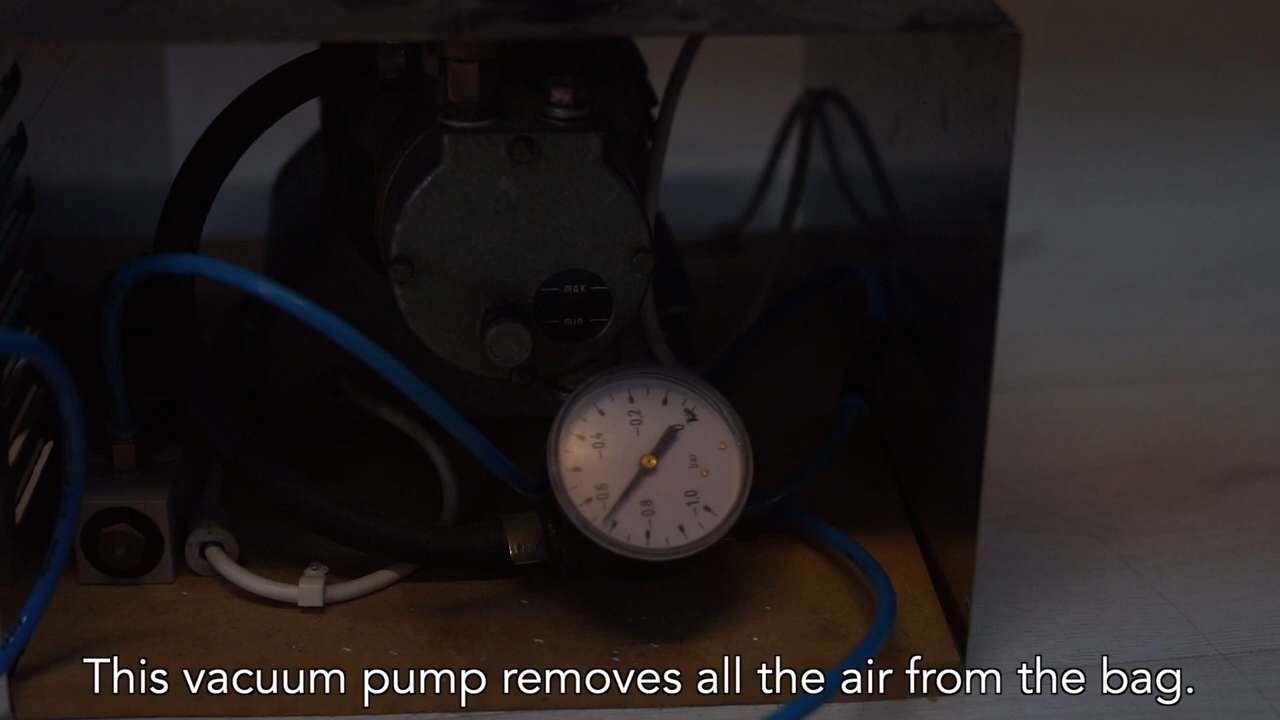 max
min
0
-0.2
-0.4
-0.6
-0.8
-1.0
bar
This vacuum pump removes all the air from the bag.